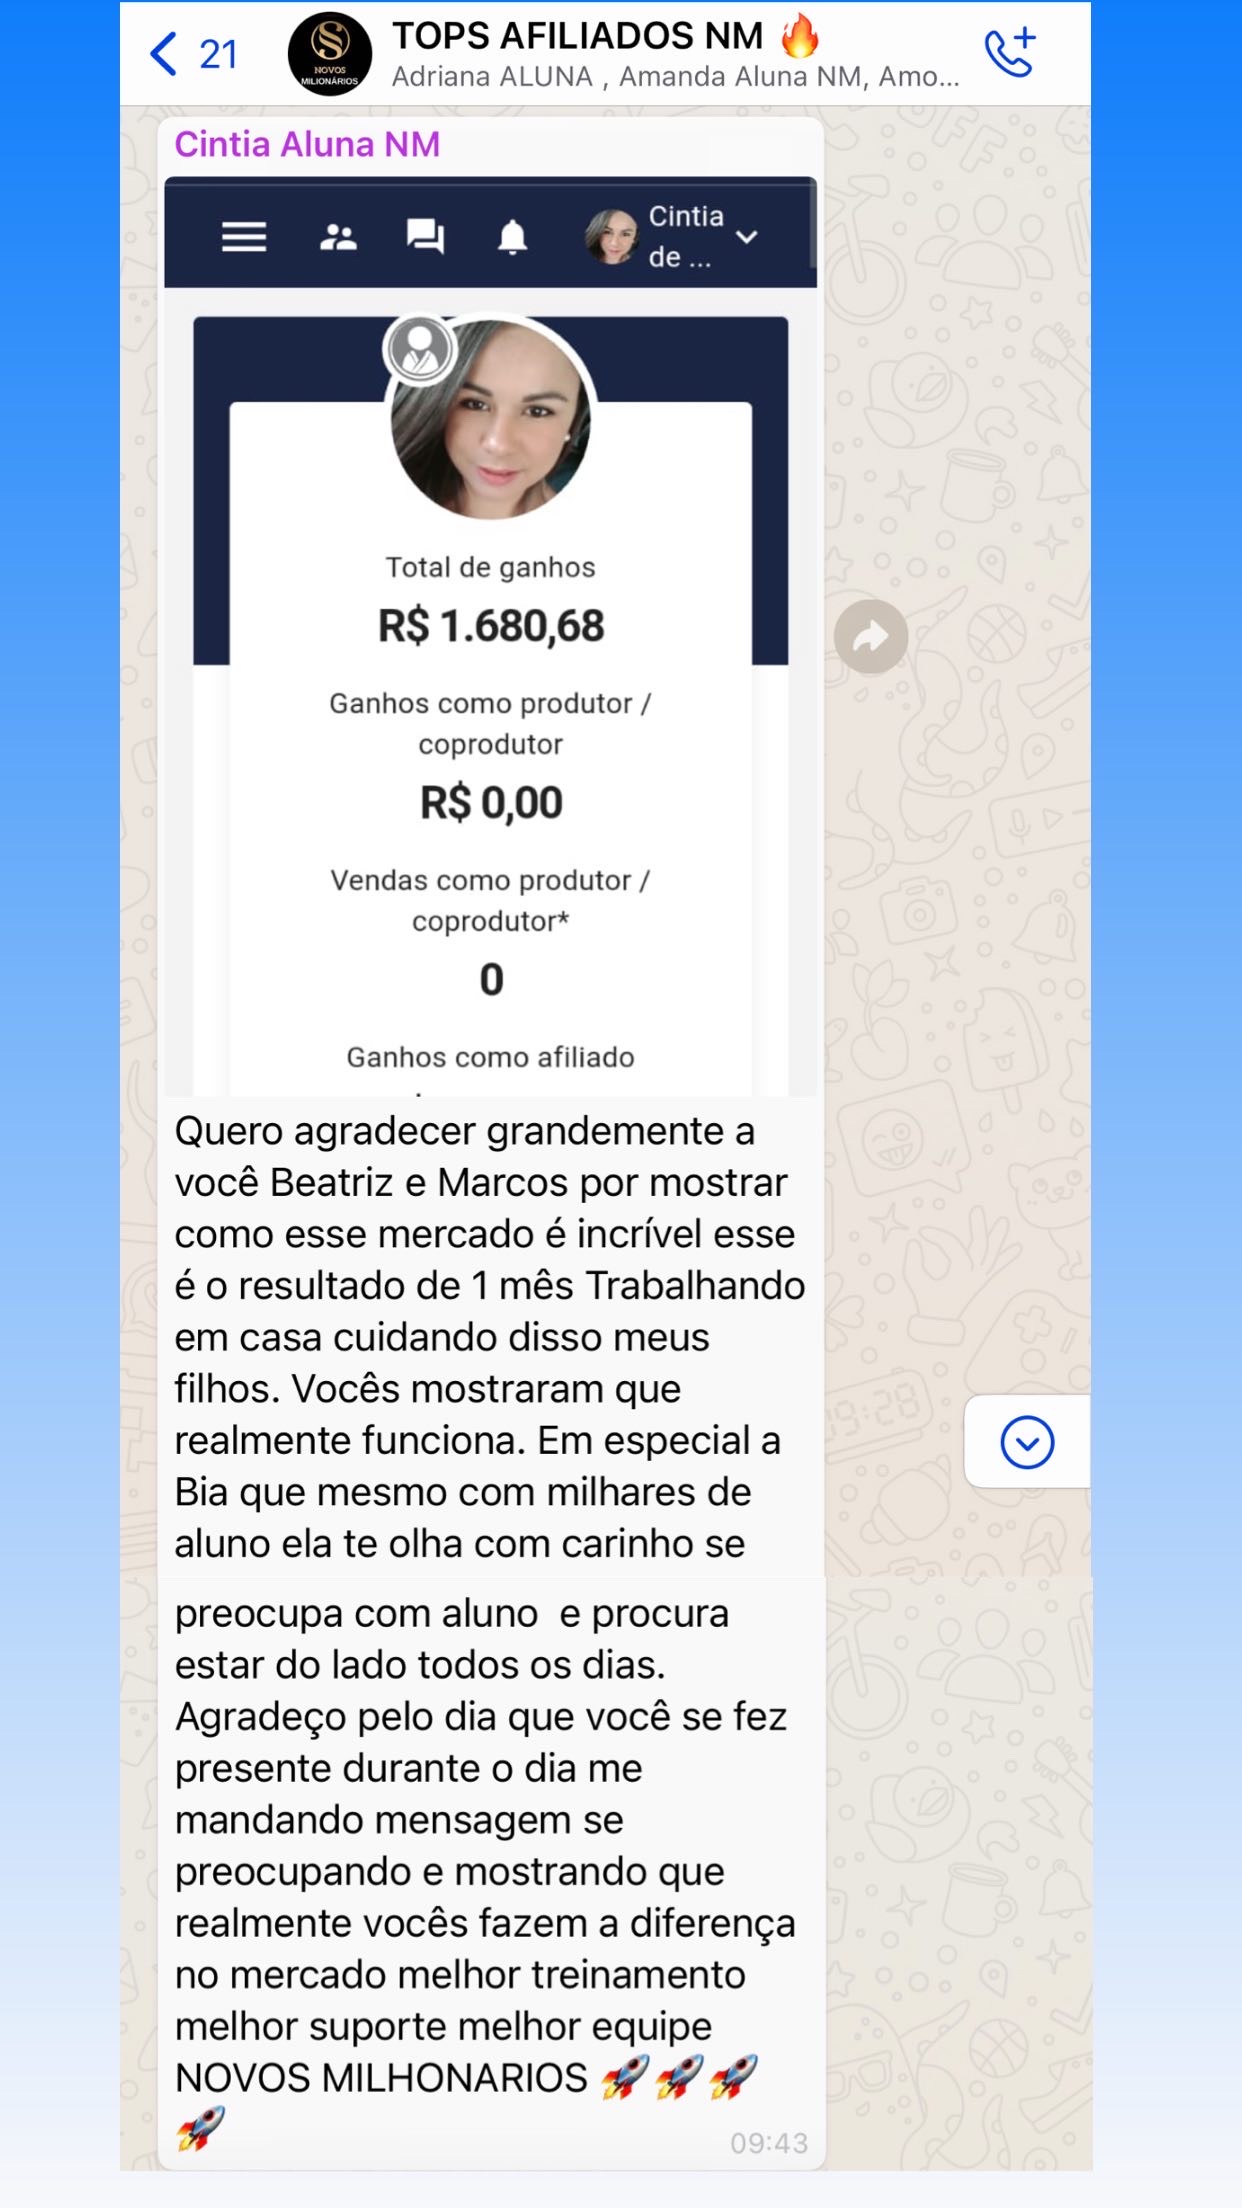 21
NOVOS
MILIONÁRIOS
TOPS AFILIADOS NM 🔥
Adriana ALUNA , Amanda Aluna NM, Amo...
Cintia Aluna NM
Cintia
de ...
Total de ganhos
R$ 1.680,68
Ganhos como produtor /
coprodutor
R$ 0,00
Vendas como produtor /
coprodutor*
0
Ganhos como afiliado
Quero agradecer grandemente a
você Beatriz e Marcos por mostrar
como esse mercado é incrível esse
é o resultado de 1 mês Trabalhando
em casa cuidando disso meus
filhos. Vocês mostraram que
realmente funciona. Em especial a
Bia que mesmo com milhares de
aluno ela te olha com carinho se
preocupa com aluno  e procura
estar do lado todos os dias.
Agradeço pelo dia que você se fez
presente durante o dia me
mandando mensagem se
preocupando e mostrando que
realmente vocês fazem a diferença
no mercado melhor treinamento
melhor suporte melhor equipe
NOVOS MILHONARIOS 🚀🚀🚀
🚀
09:43